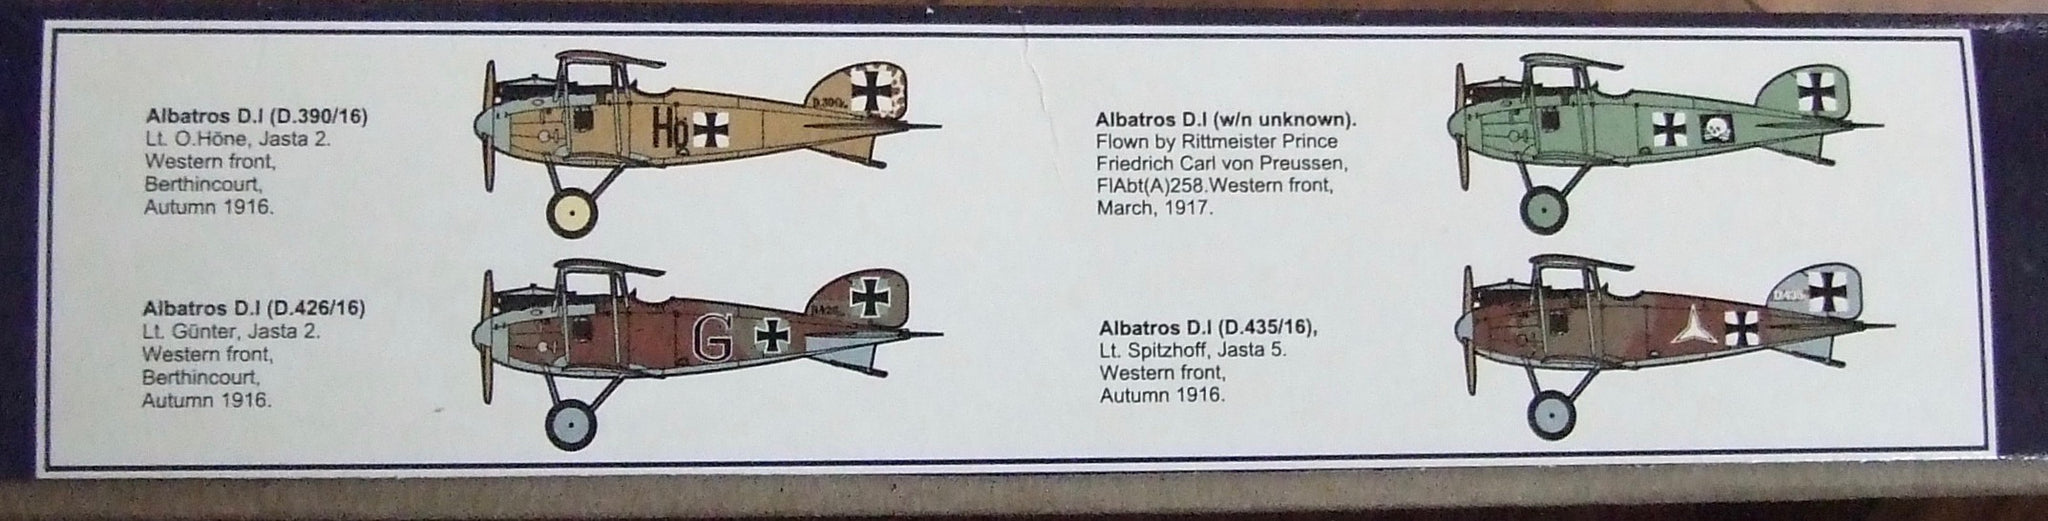 Albatros D.I (D.390/16)
Lt. O.Höne, Jasta 2.
Western front,
Berthincourt,
Autumn 1916.
Hg
Albatros D.I (w/n unknown).
Flown by Rittmeister Prince
Friedrich Carl von Preussen,
FlAbt(A)258.Western front,
March, 1917.
Albatros D.I (D.426/16)
Lt. Günter, Jasta 2.
Western front,
Berthincourt,
Autumn 1916.
G
Albatros D.I (D.435/16),
Lt. Spitzhoff, Jasta 5.
Western front,
Autumn 1916.